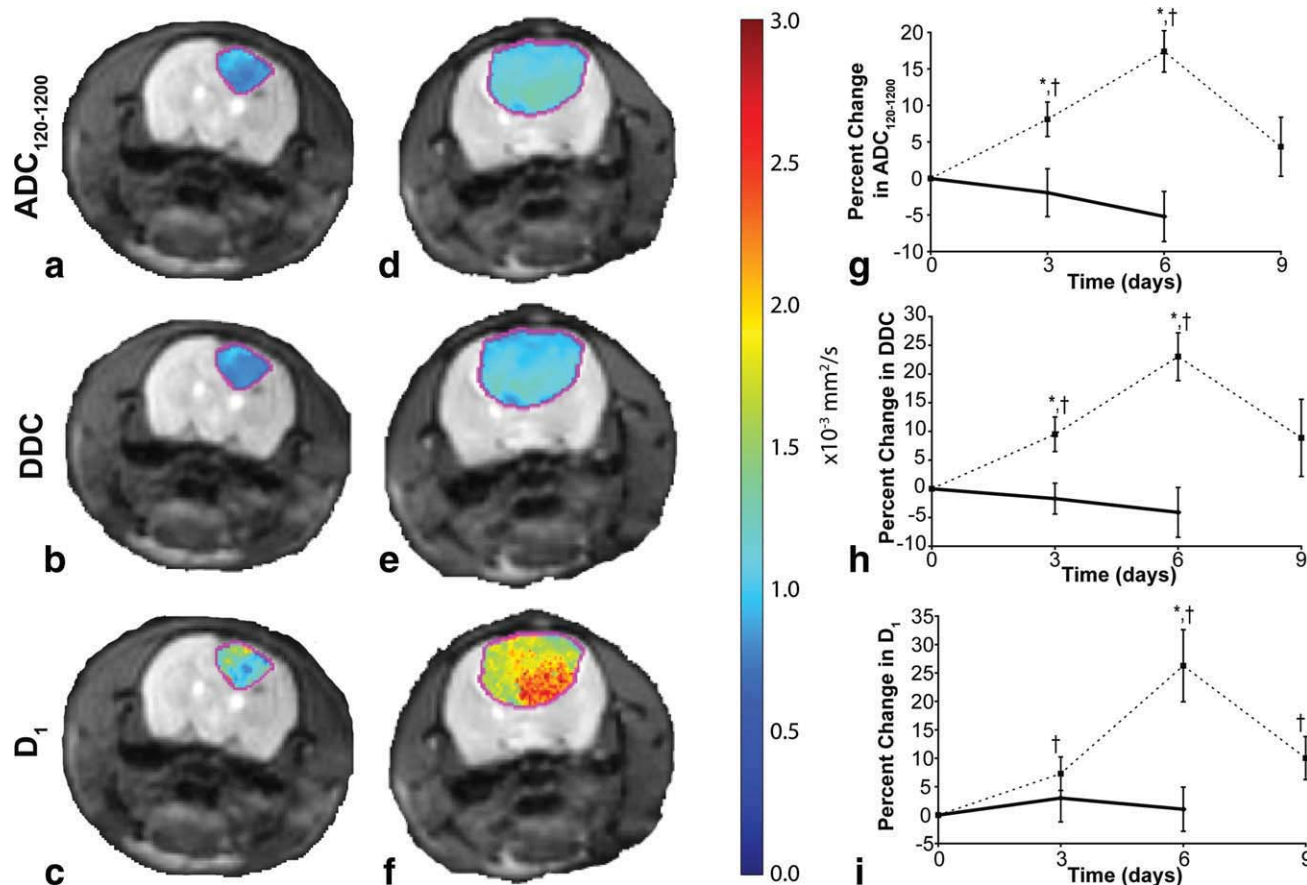 ADC120-1200
a
d
DDC
b
e
D1
c
f
3.0
2.5
2.0
1.5
1.0
0.5
0.0
x10-3 mm2/s
Percent Change
in ADC120-1200
20
15
10
5
0
-5
-10
*,†
*,†
0
3
6
9
Time (days)
g
Percent Change in DDC
30
25
20
15
10
5
0
-5
-10
*,†
*,†
0
3
6
9
Time (days)
h
Percent Change in D1
35
30
25
20
15
10
5
0
-5
†
*,†
†
0
3
6
9
Time (days)
i